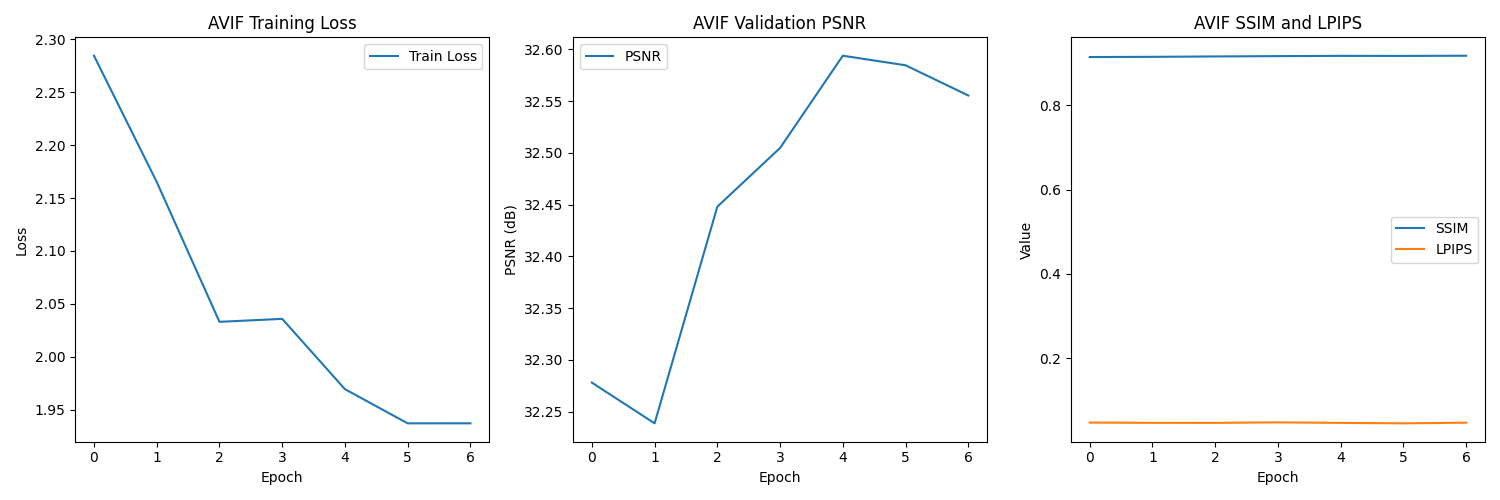 AVIF Training Loss
Train Loss
2.30
2.25
2.20
2.15
2.10
2.05
2.00
1.95
Loss
0 1 2 3 4 5 6
Epoch
AVIF Validation PSNR
PSNR
32.60
32.55
32.50
32.45
32.40
32.35
32.30
32.25
PSNR (dB)
0 1 2 3 4 5 6
Epoch
AVIF SSIM and LPIPS
0.8
0.6
0.4
0.2
Value
SSIM
LPIPS
0 1 2 3 4 5 6
Epoch